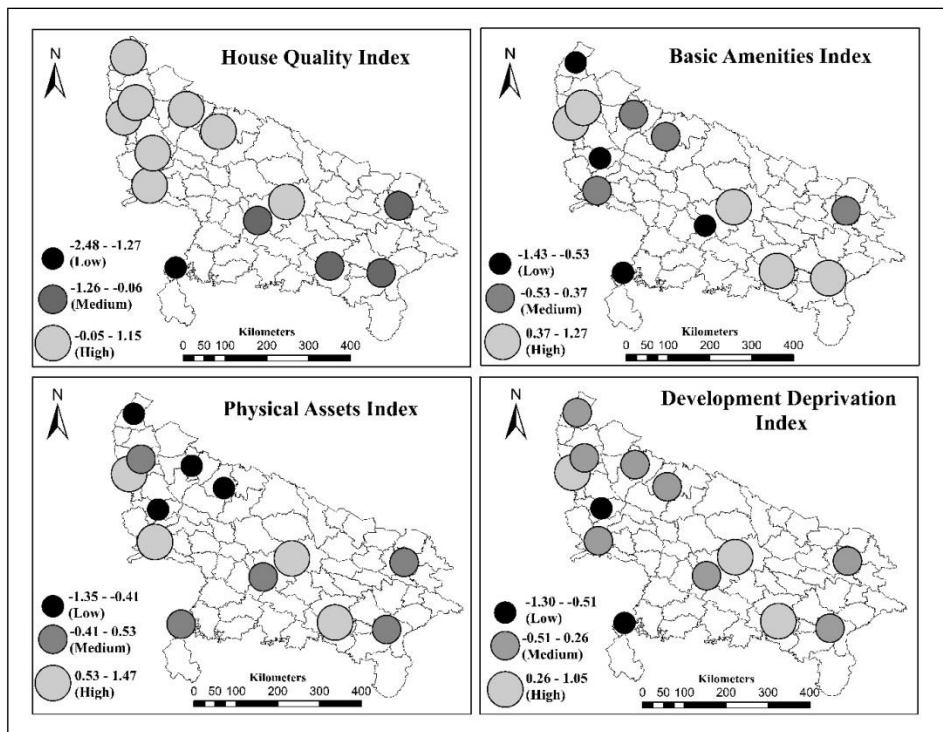 N
House Quality Index
-2.48 - -1.27
(Low)
-1.26 - -0.06
(Medium)
-0.05 - 1.15
(High)
Kilometers
0 50 100 200 300 400
N
Basic Amenities Index
-1.43 - -0.53
(Low)
-0.53 - 0.37
(Medium)
0.37 - 1.27
(High)
Kilometers
0 50 100 200 300 400
N
Physical Assets Index
-1.35 - -0.41
(Low)
-0.41 - 0.53
(Medium)
0.53 - 1.47
(High)
Kilometers
0 50 100 200 300 400
N
Development Deprivation
Index
-1.30 - -0.51
(Low)
-0.51 - 0.26
(Medium)
0.26 - 1.05
(High)
Kilometers
0 50 100 200 300 400